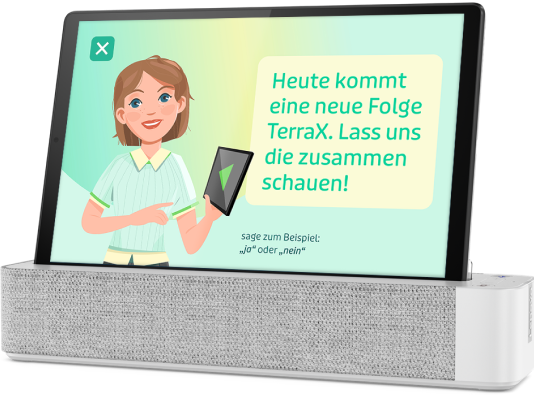 Heute kommt
eine neue Folge
TerraX. Lass uns
die zusammen
schauen!
sage zum Beispiel:
„ja“ oder „nein“